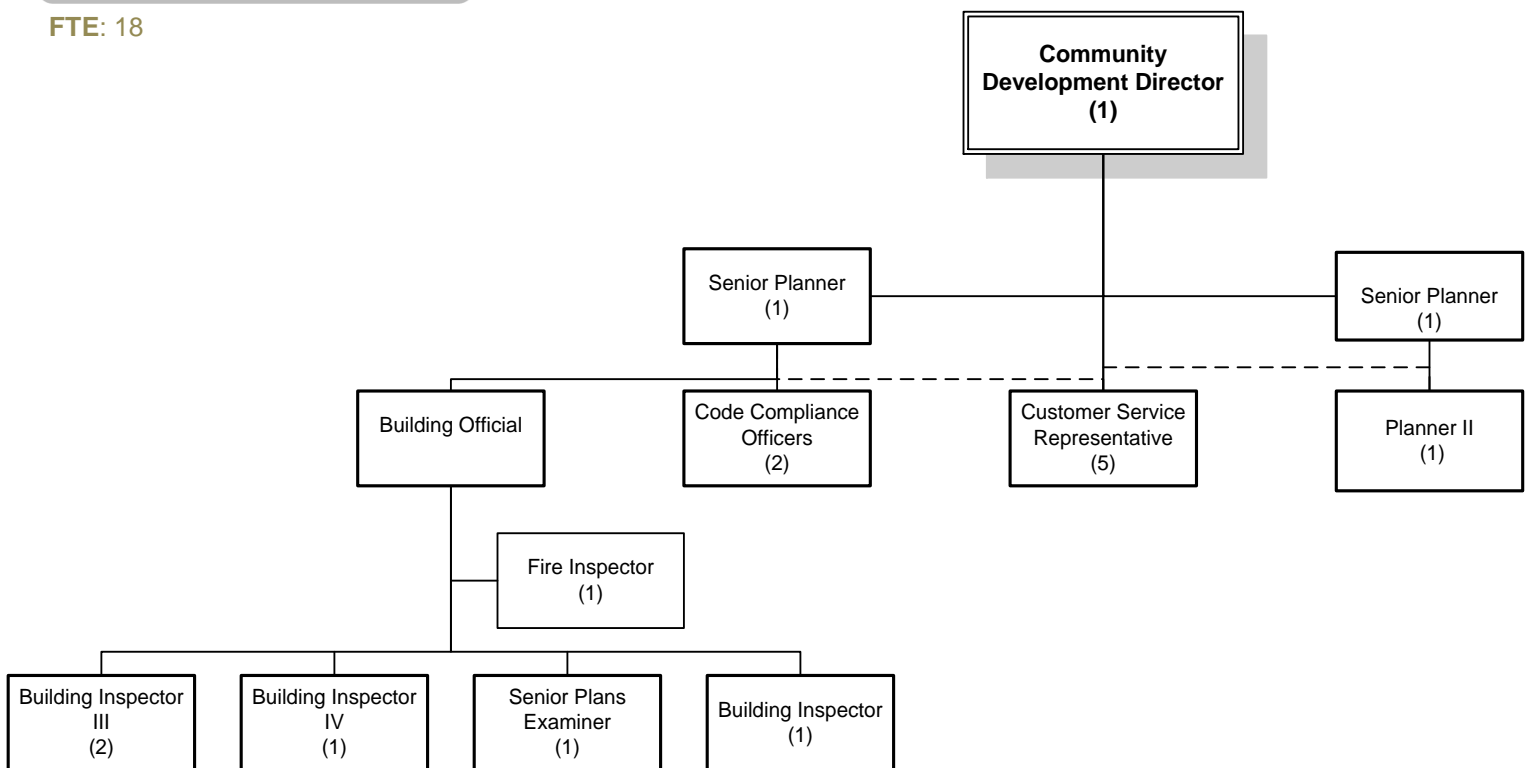 FTE: 18
Community
Development Director
(1)
Senior Planner
(1)
Senior Planner
(1)
Building Official
Code Compliance
Officers
(2)
Customer Service
Representative
(5)
Planner II
(1)
Fire Inspector
(1)
Building Inspector
III
(2)
Building Inspector
IV
(1)
Senior Plans
Examiner
(1)
Building Inspector
(1)